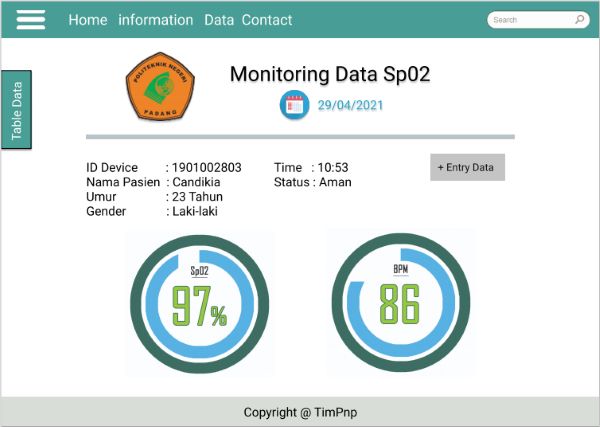 Home information Data Contact
Search
Table Data
POLITEKNIK NEGERI
PADANG
Monitoring Data Sp02
29/04/2021
ID Device : 1901002803
Nama Pasien : Candikia
Umur : 23 Tahun
Gender : Laki-laki
Time : 10:53
Status : Aman
+ Entry Data
Sp02
97%
BPM
86
Copyright @ TimPnp